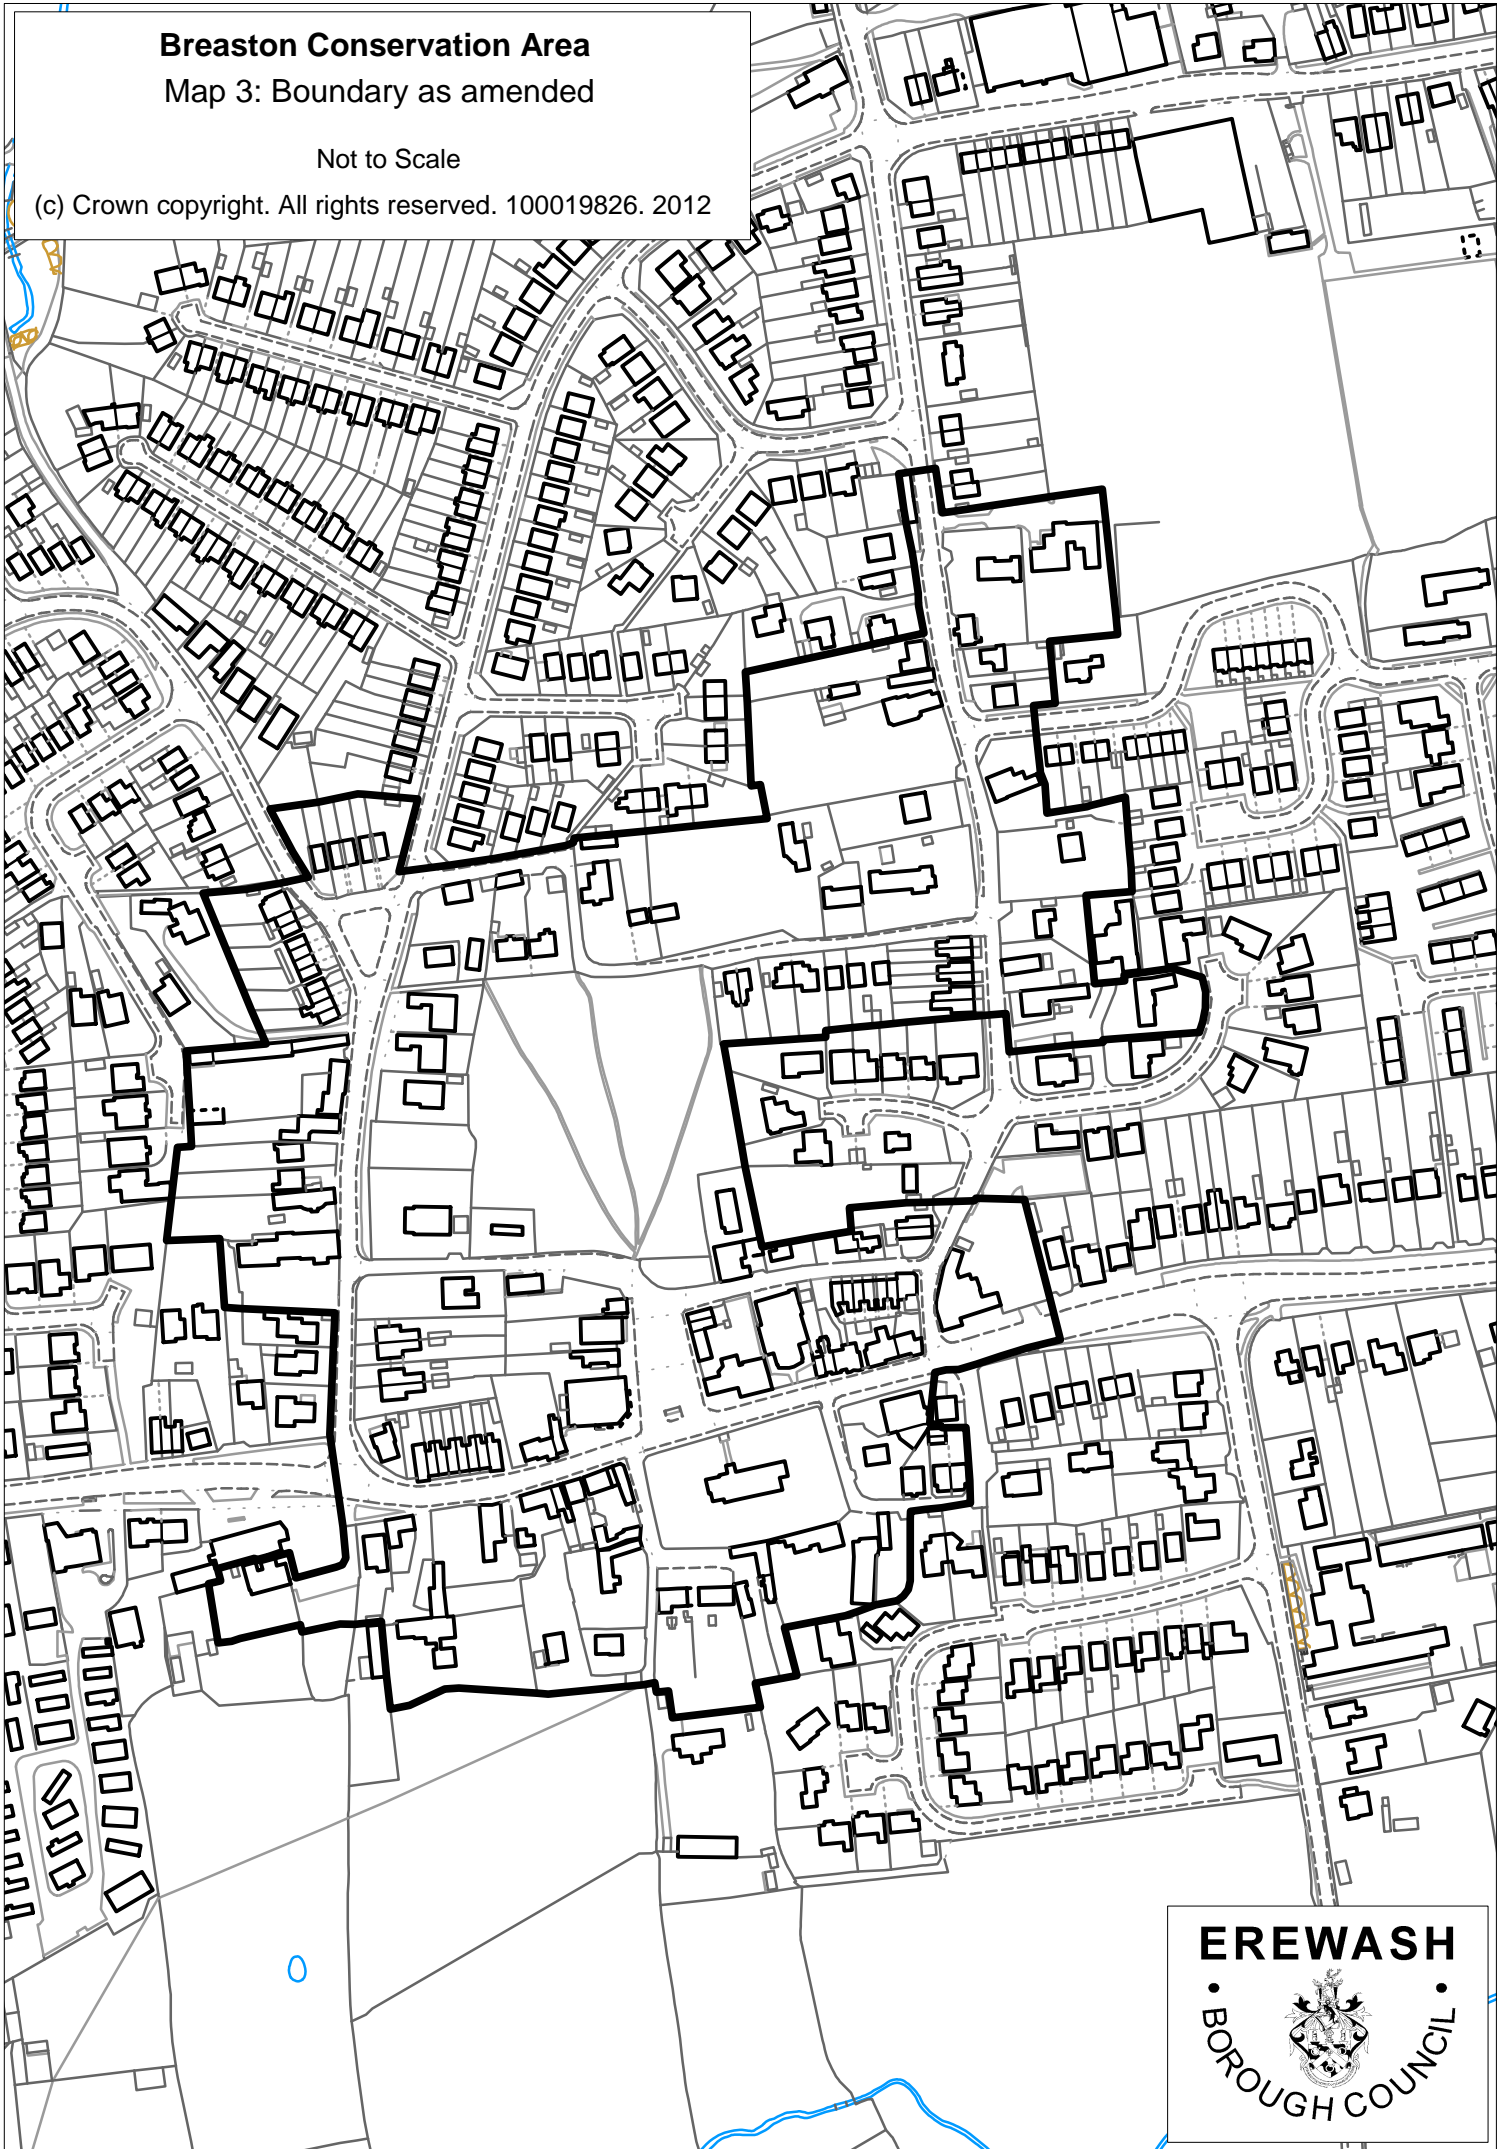 Breaston Conservation Area
Map 3: Boundary as amended
Not to Scale
(c) Crown copyright. All rights reserved. 100019826. 2012
EREWASH
• BOROUGH COUNCIL •